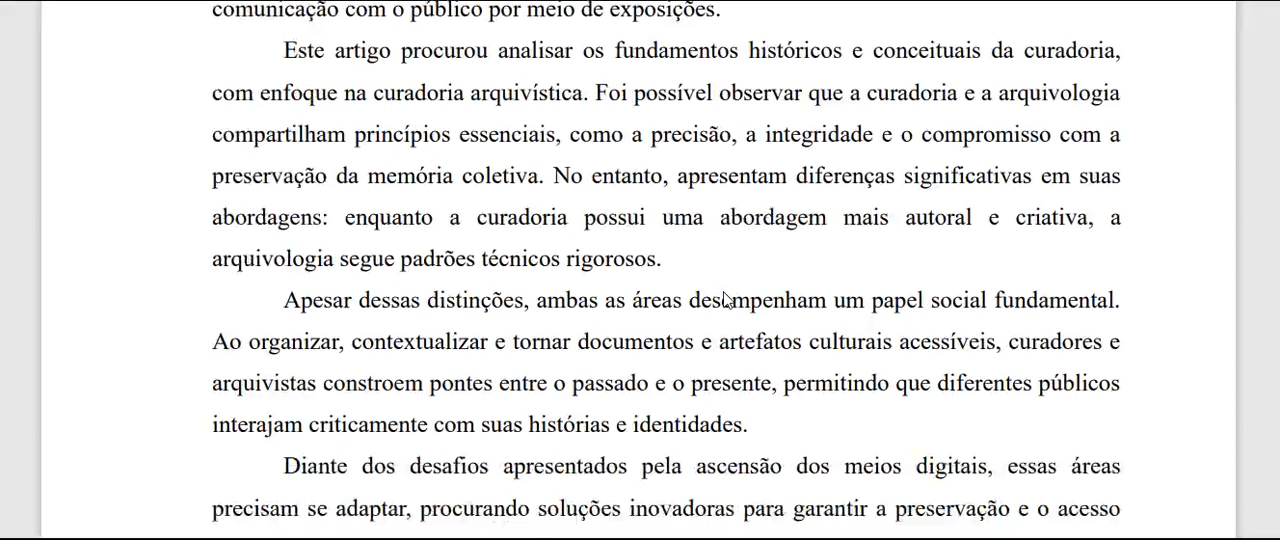 comunicação com o público por meio de exposições.
Este artigo procurou analisar os fundamentos históricos e conceituais da curadoria,
com enfoque na curadoria arquivística. Foi possível observar que a curadoria e a arquivologia
compartilham princípios essenciais, como a precisão, a integridade e o compromisso com a
preservação da memória coletiva. No entanto, apresentam diferenças significativas em suas
abordagens: enquanto a curadoria possui uma abordagem mais autoral e criativa, a
arquivologia segue padrões técnicos rigorosos.
Apesar dessas distinções, ambas as áreas desempenham um papel social fundamental.
Ao organizar, contextualizar e tornar documentos e artefatos culturais acessíveis, curadores e
arquivistas constroem pontes entre o passado e o presente, permitindo que diferentes públicos
interajam criticamente com suas histórias e identidades.
Diante dos desafios apresentados pela ascensão dos meios digitais, essas áreas
precisam se adaptar, procurando soluções inovadoras para garantir a preservação e o acesso